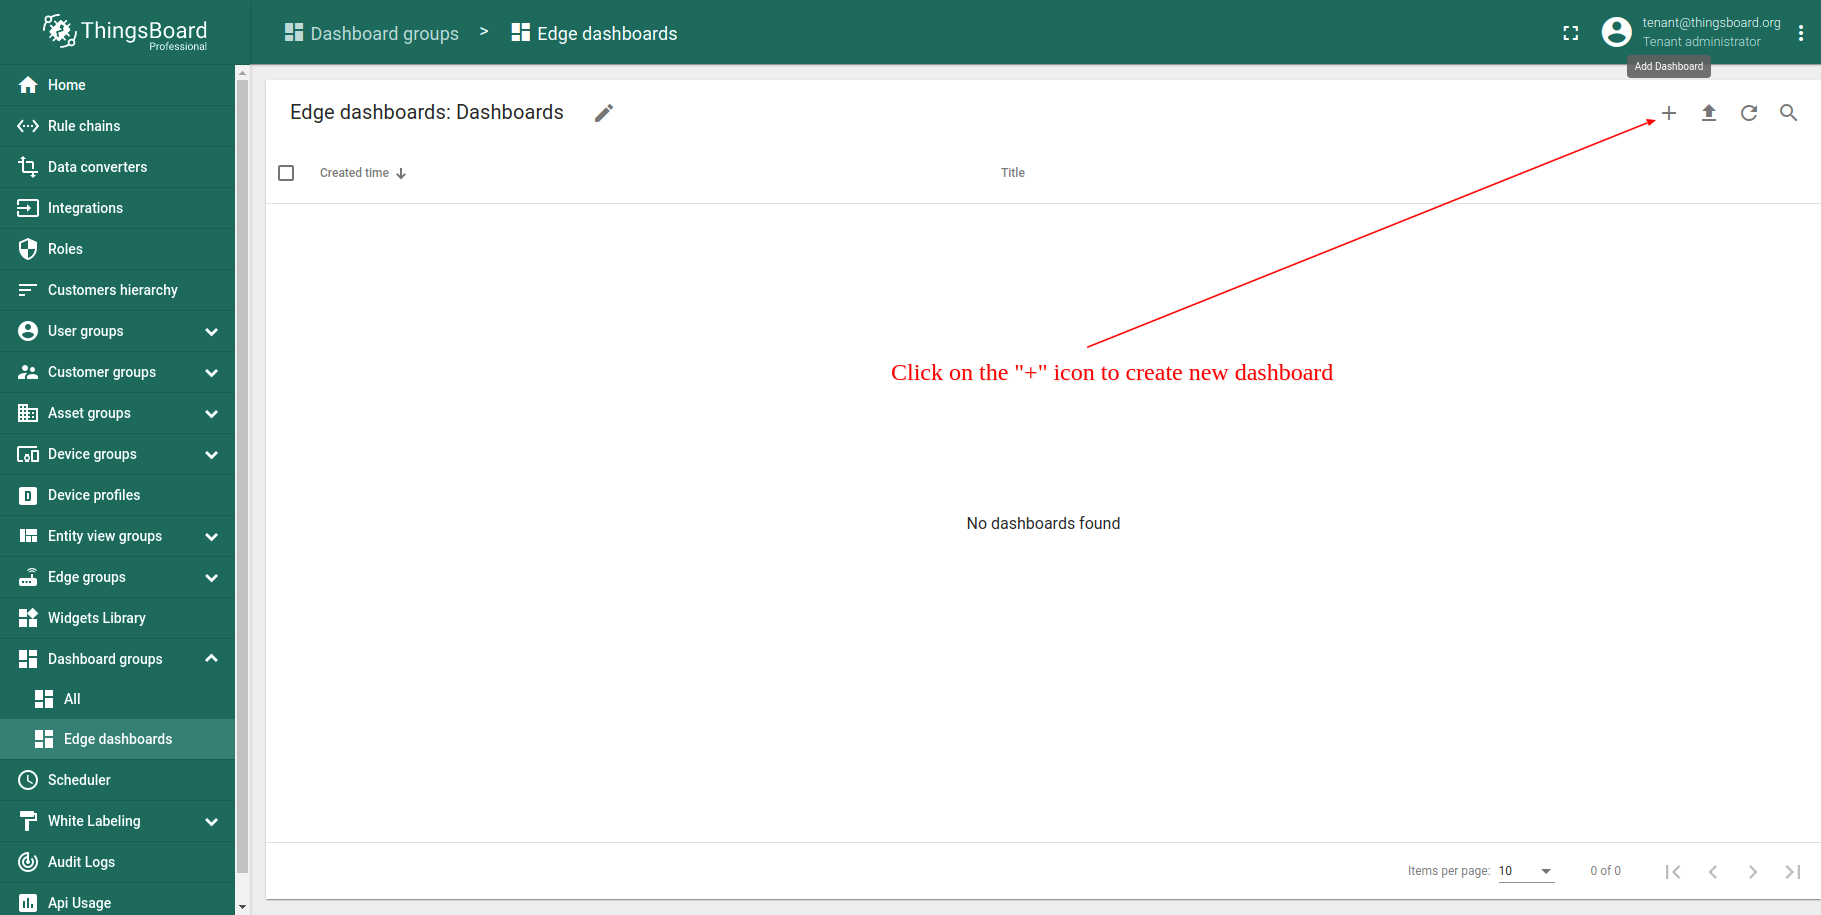 ThingsBoard
Professional
Dashboard groups > Edge dashboards
tenant@thingsboard.org
Tenant administrator
Add Dashboard
Home
Rule chains
Data converters
Integrations
Roles
Customers hierarchy
User groups
Customer groups
Asset groups
Device groups
Device profiles
Entity view groups
Edge groups
Widgets Library
Dashboard groups
All
Edge dashboards
Scheduler
White Labeling
Audit Logs
Api Usage
Edge dashboards: Dashboards
Created time
Title
Click on the "+" icon to create new dashboard
No dashboards found
Items per page: 10
0 of 0